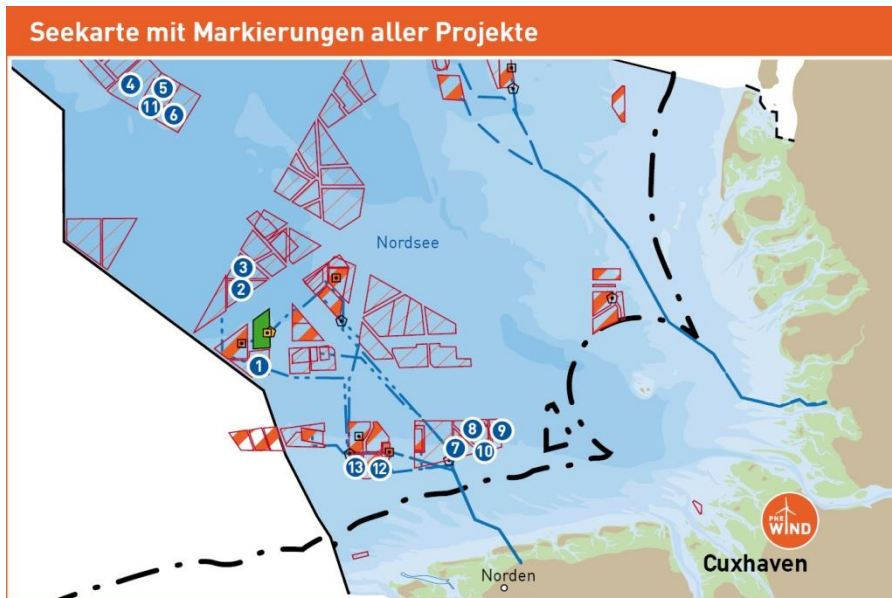 Seekarte mit Markierungen aller Projekte
4
5
11
6
Nordsee
3
2
1
8
9
7
10
13
12
PNE
WIND
Cuxhaven
Norden